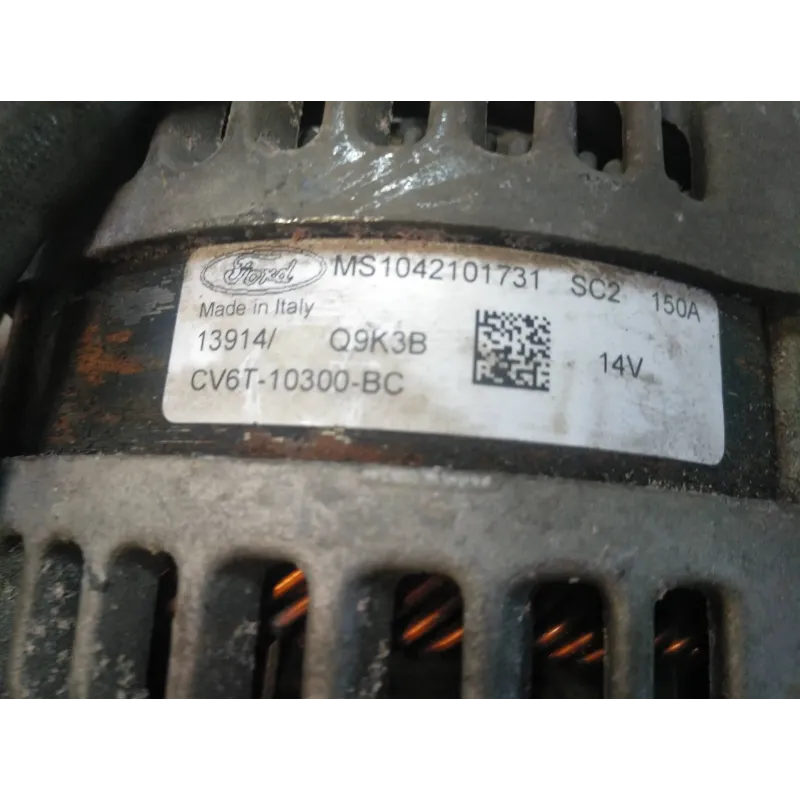 Ford MS1042101731 SC2 150A
Made in Italy
13914/ Q9K3B 14V
CV6T-10300-BC